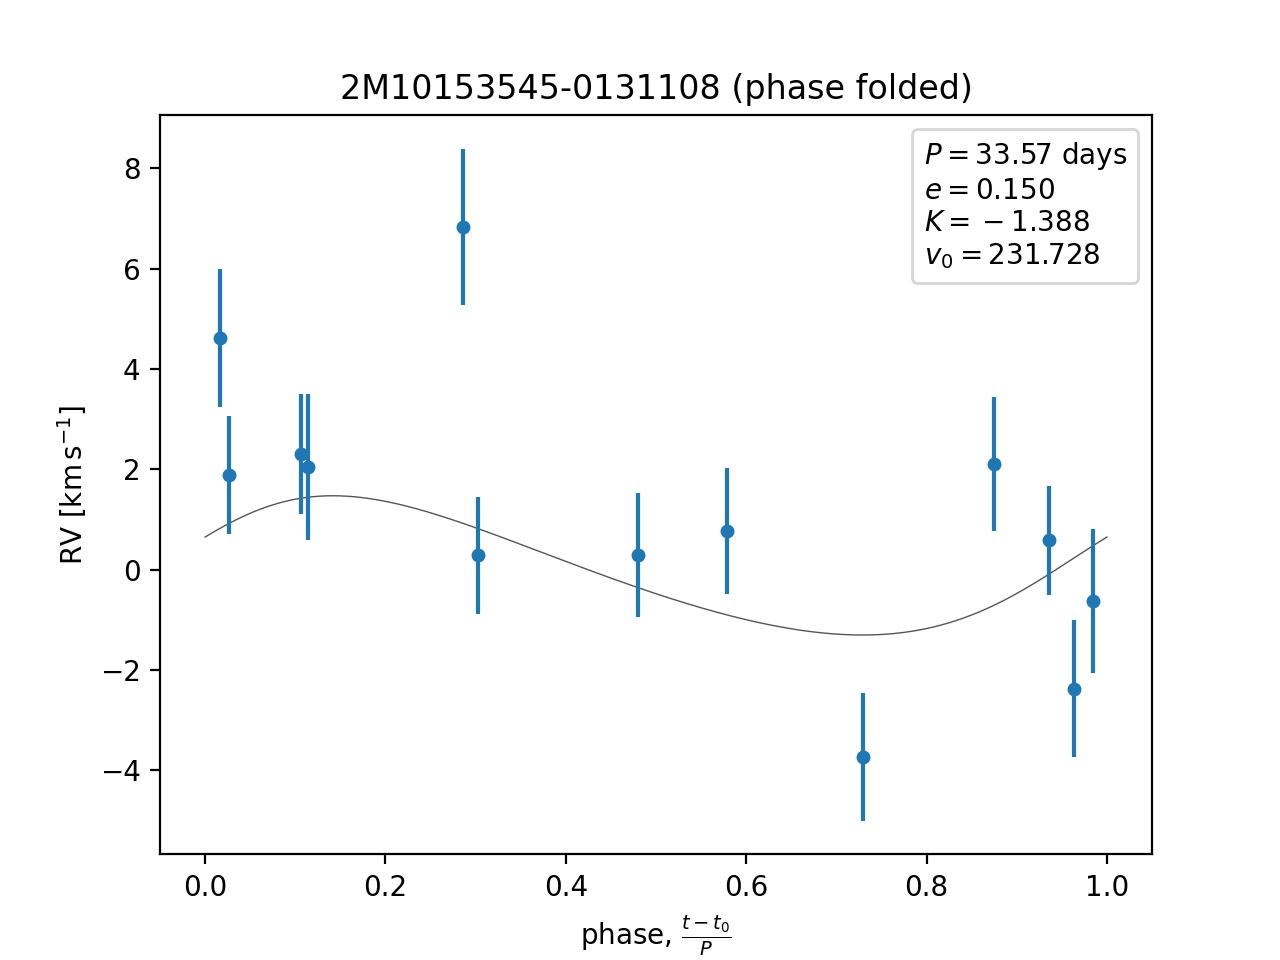 2M10153545-0131108 (phase folded)
P = 33.57 days
e = 0.150
K = −1.388
v₀ = 231.728
RV [km s⁻¹]
8
6
4
2
0
−2
−4
0.0 0.2 0.4 0.6 0.8 1.0
phase, (t − t₀)/P